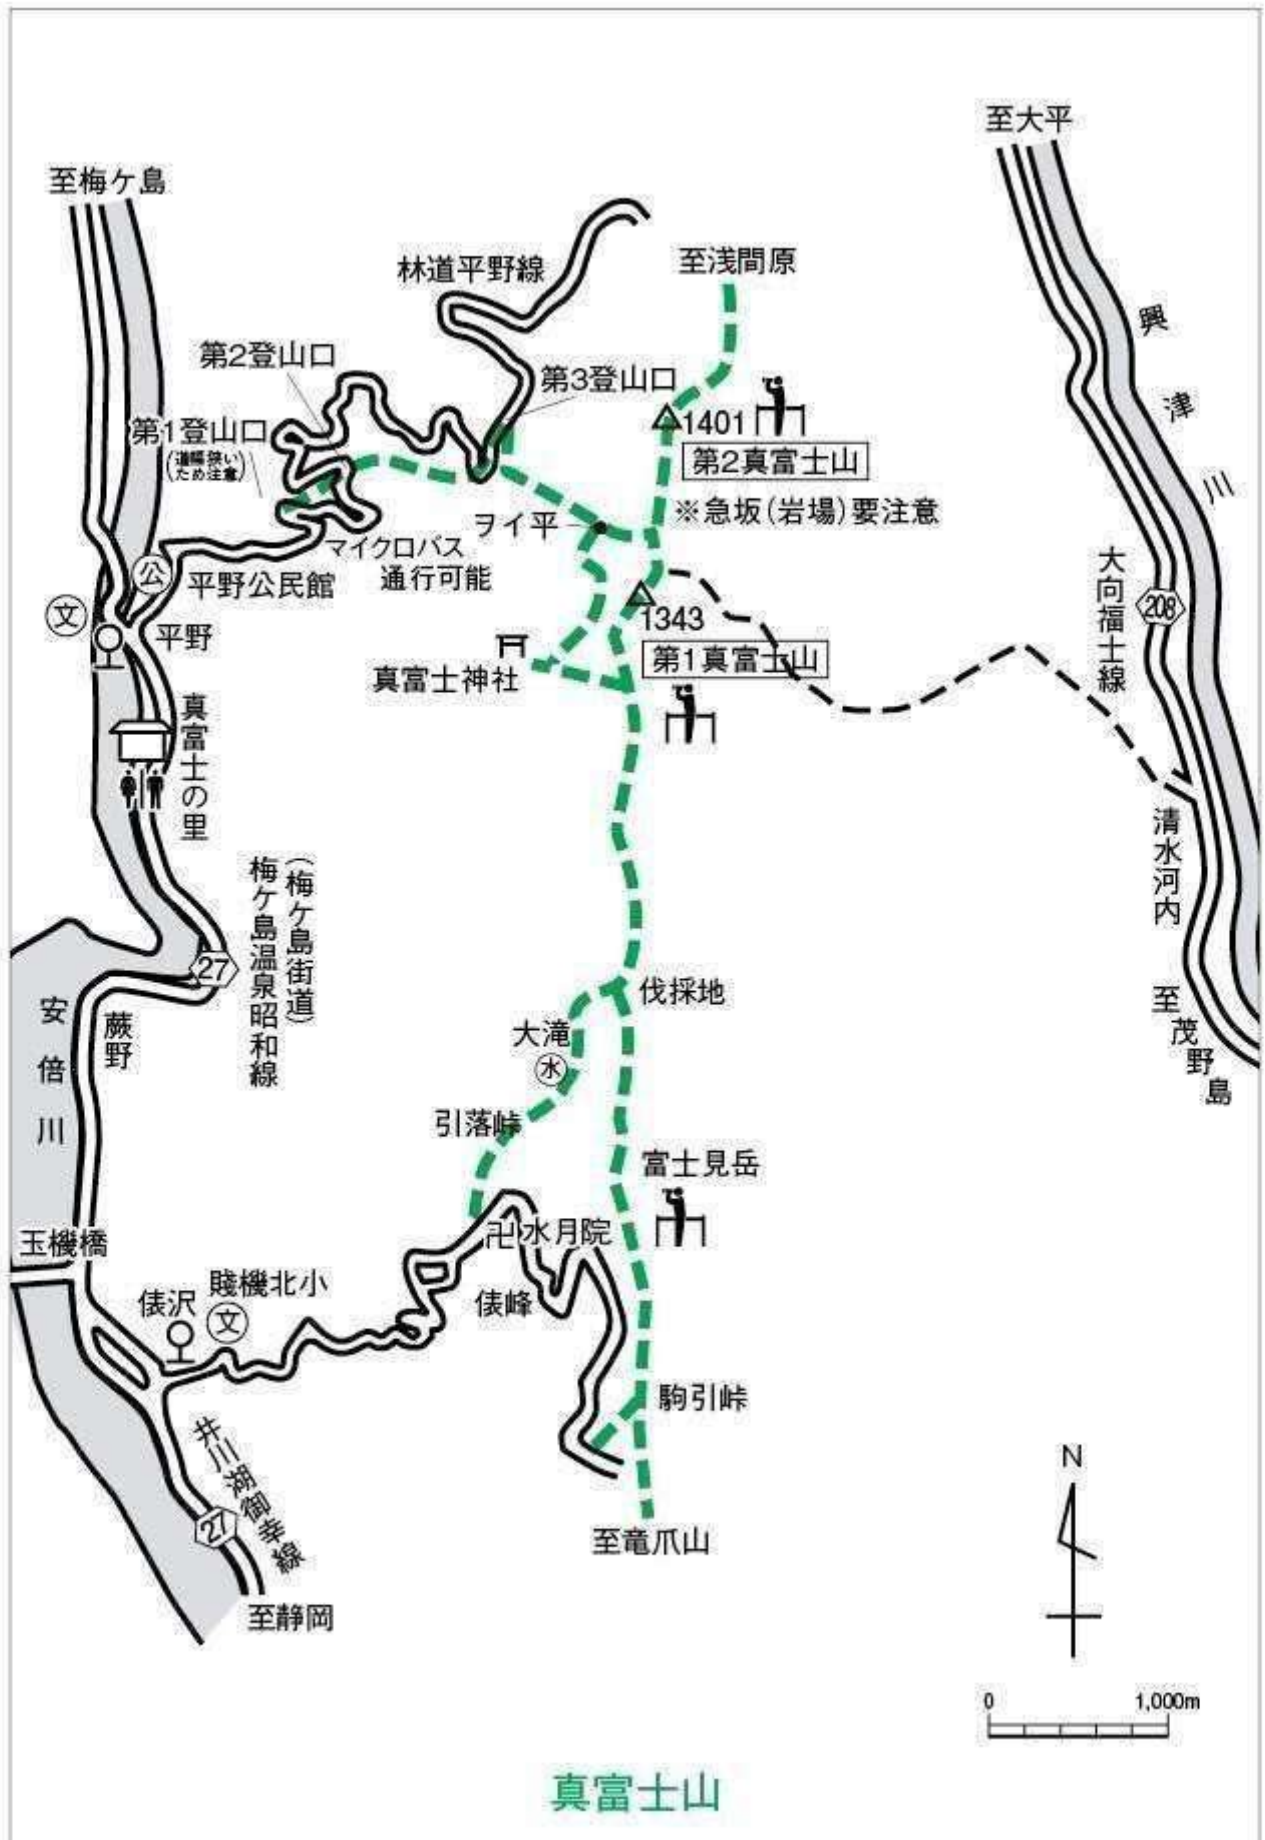 至大平
至梅ケ島
林道平野線
至浅間原
興津川
第2登山口
第3登山口
第1登山口
(道幅狭い
ため注意)
1401
第2真富士山
※急坂(岩場)要注意
ヲイ平
マイクロバス
通行可能
公
平野公民館
文
平野
大向福士線
208
1343
第1真富士山
真富士神社
真富士の里
清水河内
(梅ケ島街道)
梅ケ島温泉昭和線
27
伐採地
安倍川
蕨野
大滝
水
至茂野島
引落峠
富士見岳
玉機橋
卍水月院
賤機北小
俵沢
文
俵峰
駒引峠
井川湖御幸線
27
N
至竜爪山
至静岡
0 1,000m
真富士山